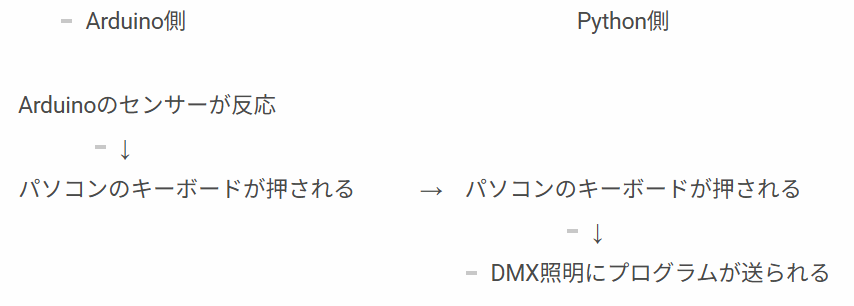 Arduino側 Python側
Arduinoのセンサーが反応
↓
パソコンのキーボードが押される → パソコンのキーボードが押される
↓
DMX照明にプログラムが送られる